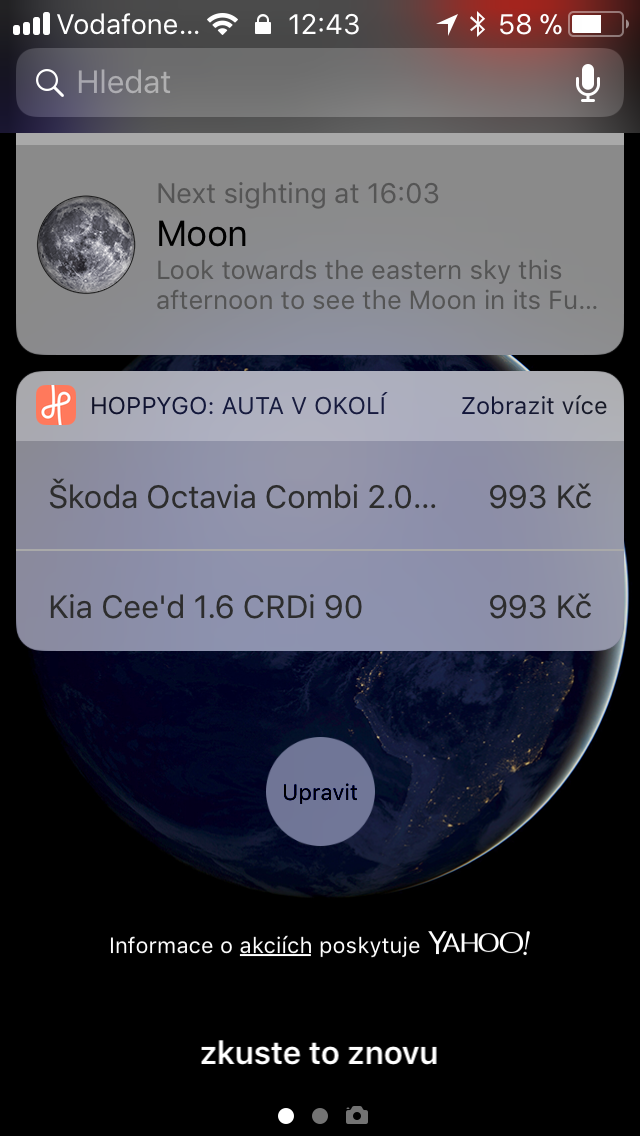 Vodafone... 12:43 58 %
Hledat
Next sighting at 16:03
Moon
Look towards the eastern sky this
afternoon to see the Moon in its Fu...
HOPPYGO: AUTA V OKOLÍ Zobrazit více
Škoda Octavia Combi 2.0... 993 Kč
Kia Cee'd 1.6 CRDi 90 993 Kč
Upravit
Informace o akciích poskytuje YAHOO!
zkuste to znovu